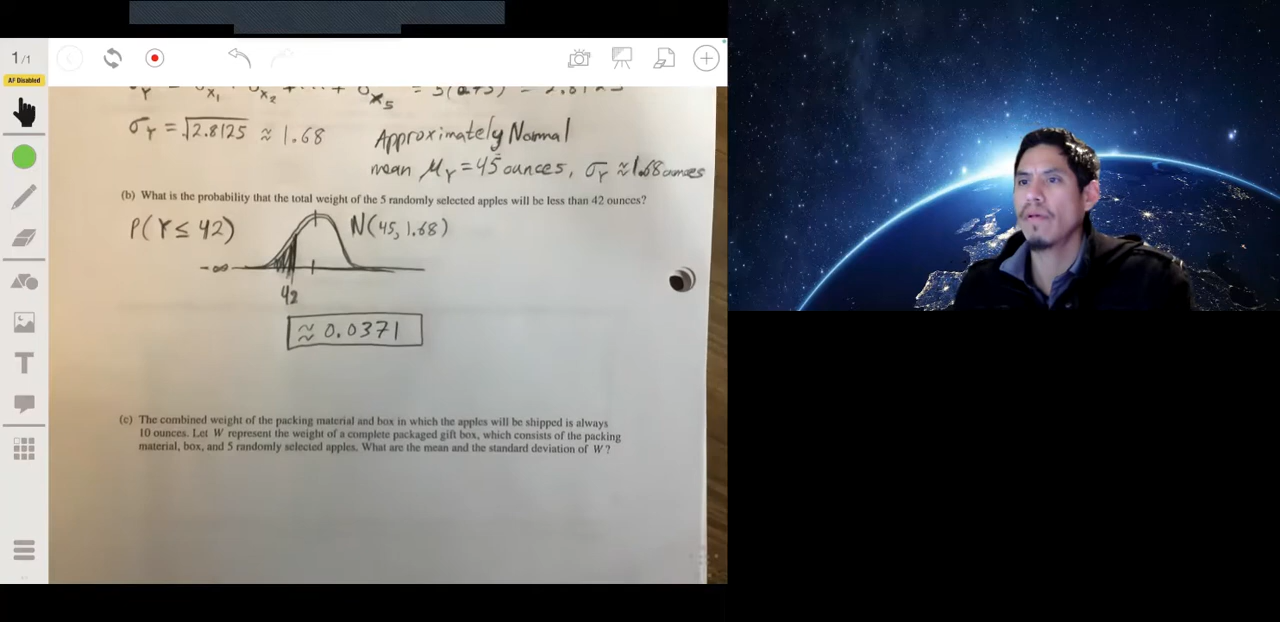 1/1
AF Disabled
σ_Y = √2.8125 ≈ 1.68 Approximately Normal
mean μ_Y = 45 ounces, σ_Y ≈ 1.68 ounces
(b) What is the probability that the total weight of the 5 randomly selected apples will be less than 42 ounces?
P(Y ≤ 42) N(45, 1.68)
-∞
42
≈ 0.0371
(c) The combined weight of the packing material and box in which the apples will be shipped is always
10 ounces. Let W represent the weight of a complete packaged gift box, which consists of the packing
material, box, and 5 randomly selected apples. What are the mean and the standard deviation of W?
T